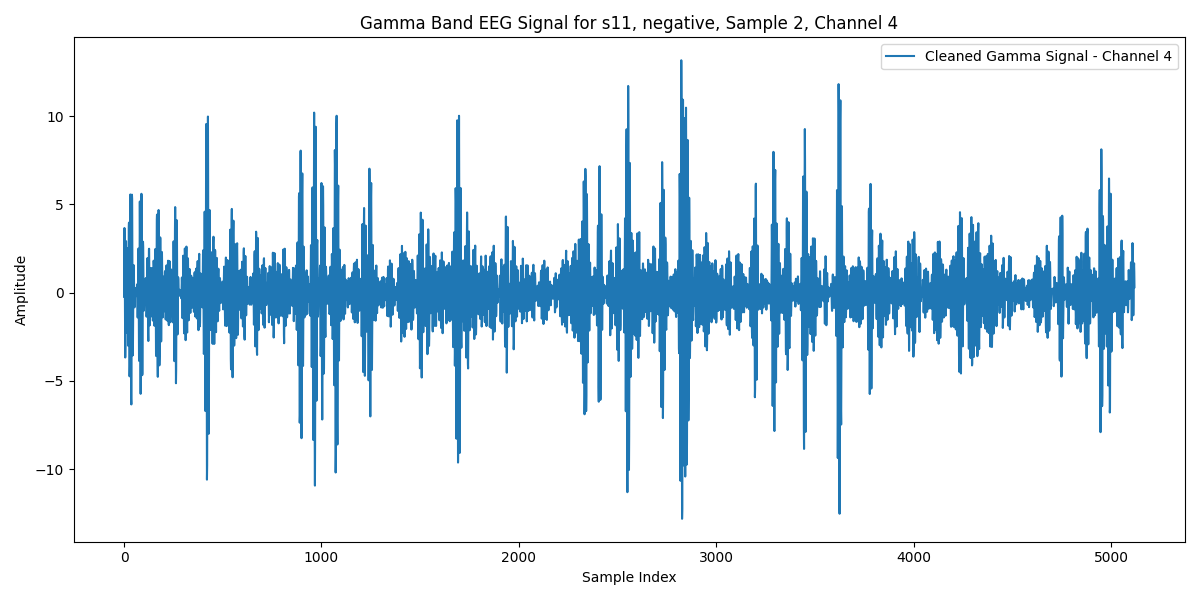 Gamma Band EEG Signal for s11, negative, Sample 2, Channel 4
Cleaned Gamma Signal - Channel 4
Amplitude
10
5
0
−5
−10
0 1000 2000 3000 4000 5000
Sample Index